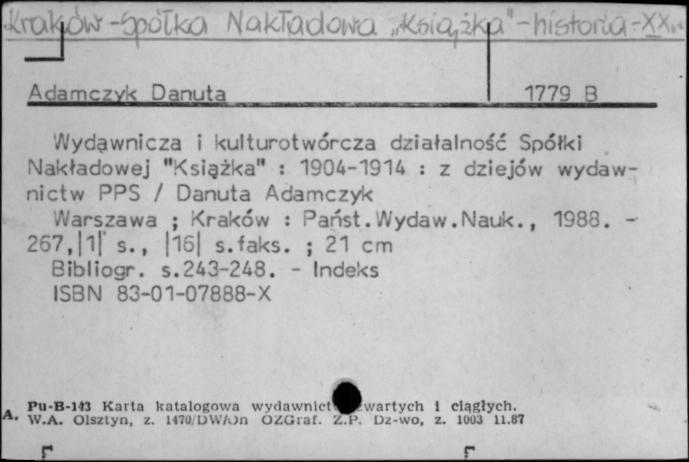 Kraków - Spółka Nakładowa „Książka" - historia - XX w
Adamczyk Danuta 1779 B
Wydawnicza i kulturotwórcza działalność Spółki
Nakładowej "Książka" : 1904-1914 : z dziejów wydaw-
nictw PPS / Danuta Adamczyk
Warszawa ; Kraków : Państ.Wydaw.Nauk., 1988. -
267,|1| s., |16| s.faks. ; 21 cm
Bibliogr. s.243-248. - Indeks
ISBN 83-01-07888-X
Pu-B-143 Karta katalogowa wydawnict wartych i ciągłych.
A. W.A. Olsztyn, z. 1470/DW/Jn OZGraf. Z.P. Dz-wo, z. 1003 11.87